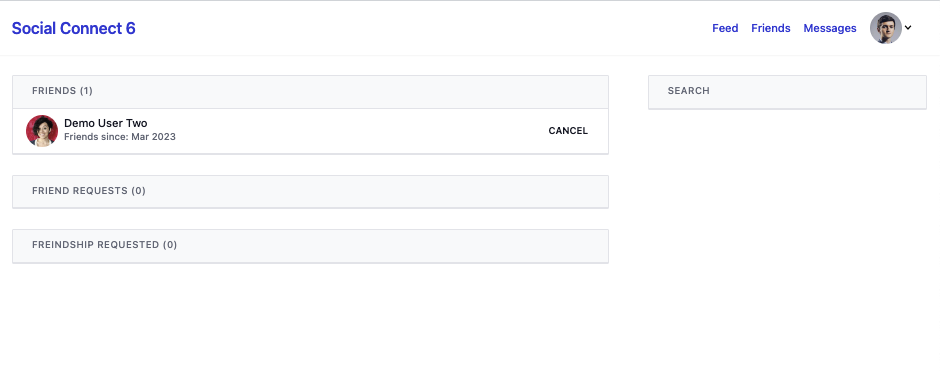 Social Connect 6
Feed Friends Messages
FRIENDS (1)
Demo User Two
Friends since: Mar 2023
CANCEL
FRIEND REQUESTS (0)
FREINDSHIP REQUESTED (0)
SEARCH